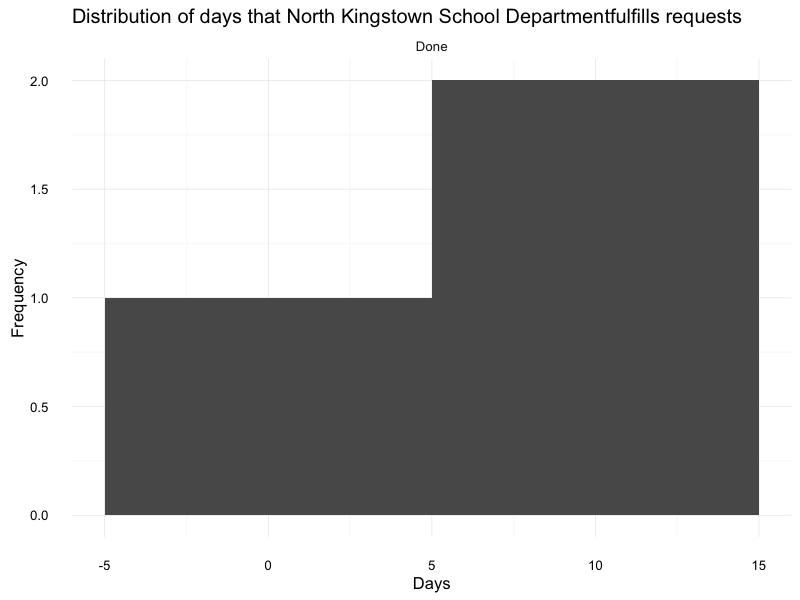 Distribution of days that North Kingstown School Departmentfulfills requests
Done
2.0
1.5
1.0
0.5
0.0
Frequency
-5 0 5 10 15
Days